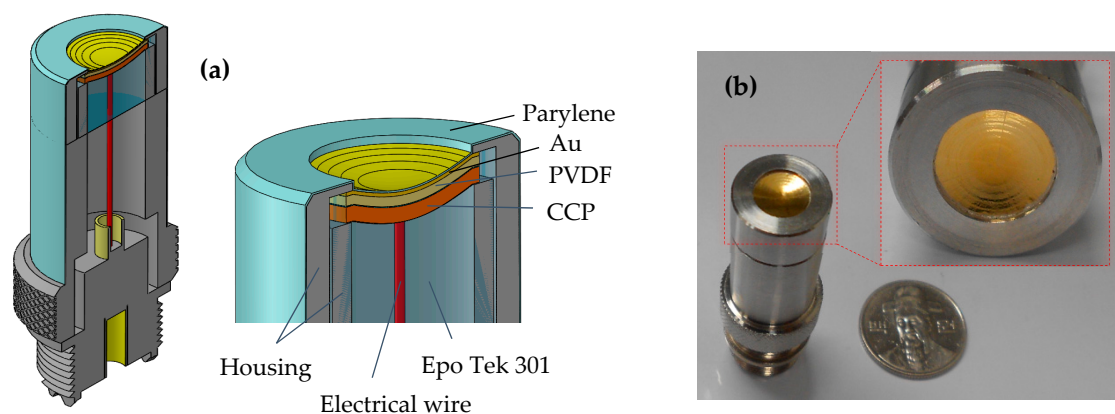 (a)
Parylene
Au
PVDF
CCP
Housing
Epo Tek 301
Electrical wire
(b)